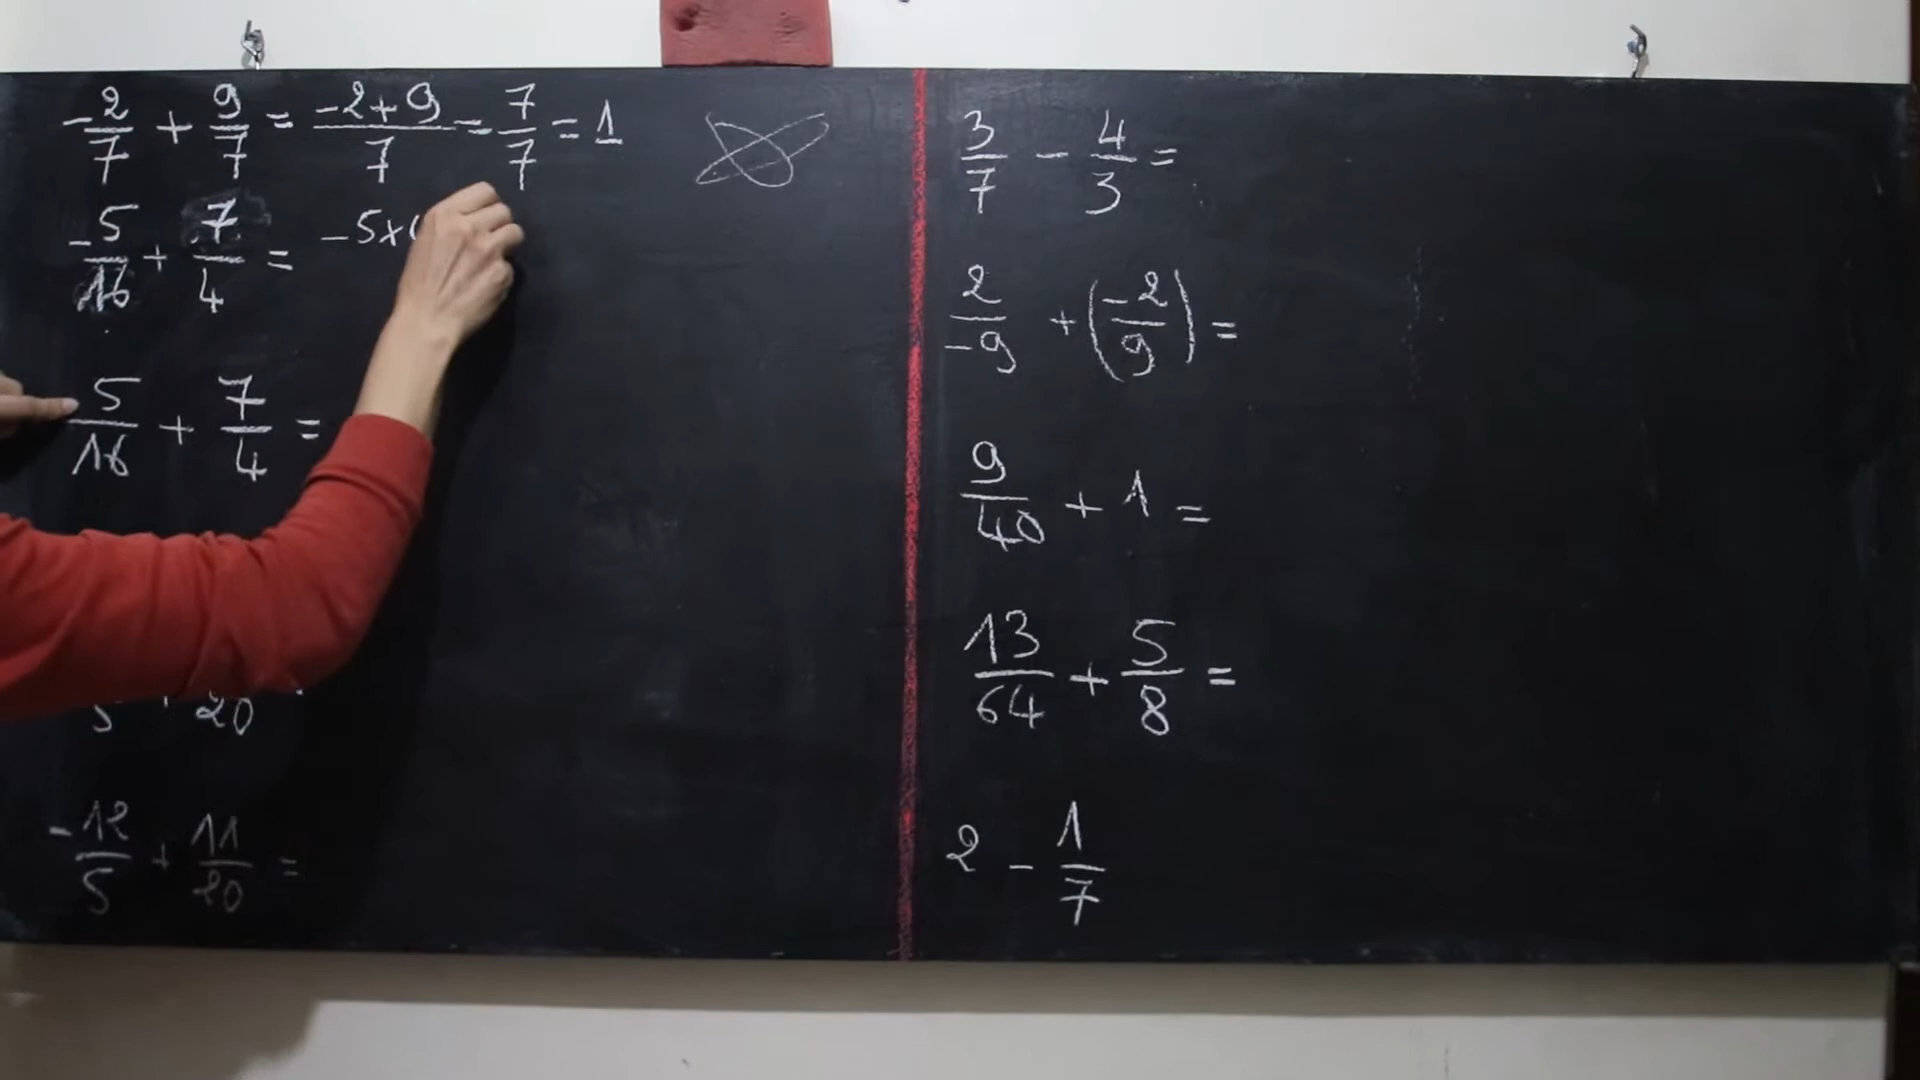 -2/7 + 9/7 = -2+9/7 = 7/7 = 1
-5/16 + 7/4 = -5×
5/16 + 7/4 =
5 + 20
-12/5 + 11/20 =
3/7 - 4/3 =
2/-9 + (-2/9) =
9/40 + 1 =
13/64 + 5/8 =
2 - 1/7